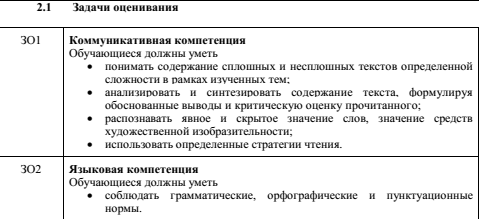 2.1 Задачи оценивания
ЗО1 Коммуникативная компетенция
Обучающиеся должны уметь
• понимать содержание сплошных и несплошных текстов определенной
сложности в рамках изученных тем;
• анализировать и синтезировать содержание текста, формулируя
обоснованные выводы и критическую оценку прочитанного;
• распознавать явное и скрытое значение слов, значение средств
художественной изобразительности;
• использовать определенные стратегии чтения.
ЗО2 Языковая компетенция
Обучающиеся должны уметь
• соблюдать грамматические, орфографические и пунктуационные
нормы.